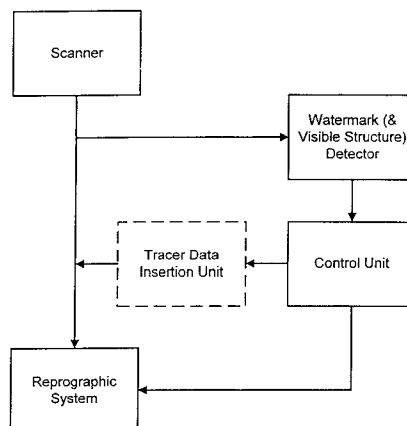 Scanner
Watermark (&
Visible Structure)
Detector
Tracer Data
Insertion Unit
Control Unit
Reprographic
System